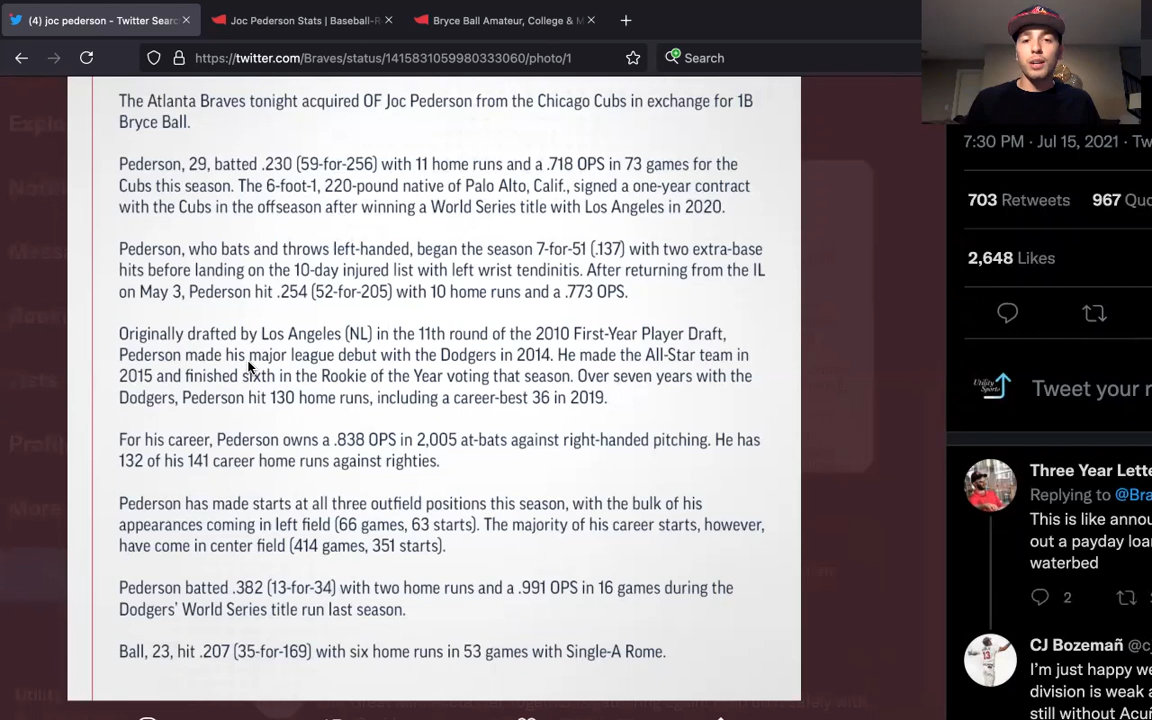 (4) joc pederson - Twitter Sear
Joc Pederson Stats | Baseball-R
Bryce Ball Amateur, College & M
https://twitter.com/Braves/status/1415831059980333060/photo/1
Search
The Atlanta Braves tonight acquired OF Joc Pederson from the Chicago Cubs in exchange for 1B
Bryce Ball.
Pederson, 29, batted .230 (59-for-256) with 11 home runs and a .718 OPS in 73 games for the
Cubs this season. The 6-foot-1, 220-pound native of Palo Alto, Calif., signed a one-year contract
with the Cubs in the offseason after winning a World Series title with Los Angeles in 2020.
Pederson, who bats and throws left-handed, began the season 7-for-51 (.137) with two extra-base
hits before landing on the 10-day injured list with left wrist tendinitis. After returning from the IL
on May 3, Pederson hit .254 (52-for-205) with 10 home runs and a .773 OPS.
Originally drafted by Los Angeles (NL) in the 11th round of the 2010 First-Year Player Draft,
Pederson made his major league debut with the Dodgers in 2014. He made the All-Star team in
2015 and finished sixth in the Rookie of the Year voting that season. Over seven years with the
Dodgers, Pederson hit 130 home runs, including a career-best 36 in 2019.
For his career, Pederson owns a .838 OPS in 2,005 at-bats against right-handed pitching. He has
132 of his 141 career home runs against righties.
Pederson has made starts at all three outfield positions this season, with the bulk of his
appearances coming in left field (66 games, 63 starts). The majority of his career starts, however,
have come in center field (414 games, 351 starts).
Pederson batted .382 (13-for-34) with two home runs and a .991 OPS in 16 games during the
Dodgers' World Series title run last season.
Ball, 23, hit .207 (35-for-169) with six home runs in 53 games with Single-A Rome.
7:30 PM · Jul 15, 2021 · Tw
703 Retweets 967 Quo
2,648 Likes
Utility Sports
Tweet your r
Three Year Lette
Replying to @Bra
This is like annou
out a payday loan
waterbed
2
CJ Bozemañ @cj
I'm just happy we
division is weak a
still without Acuñ